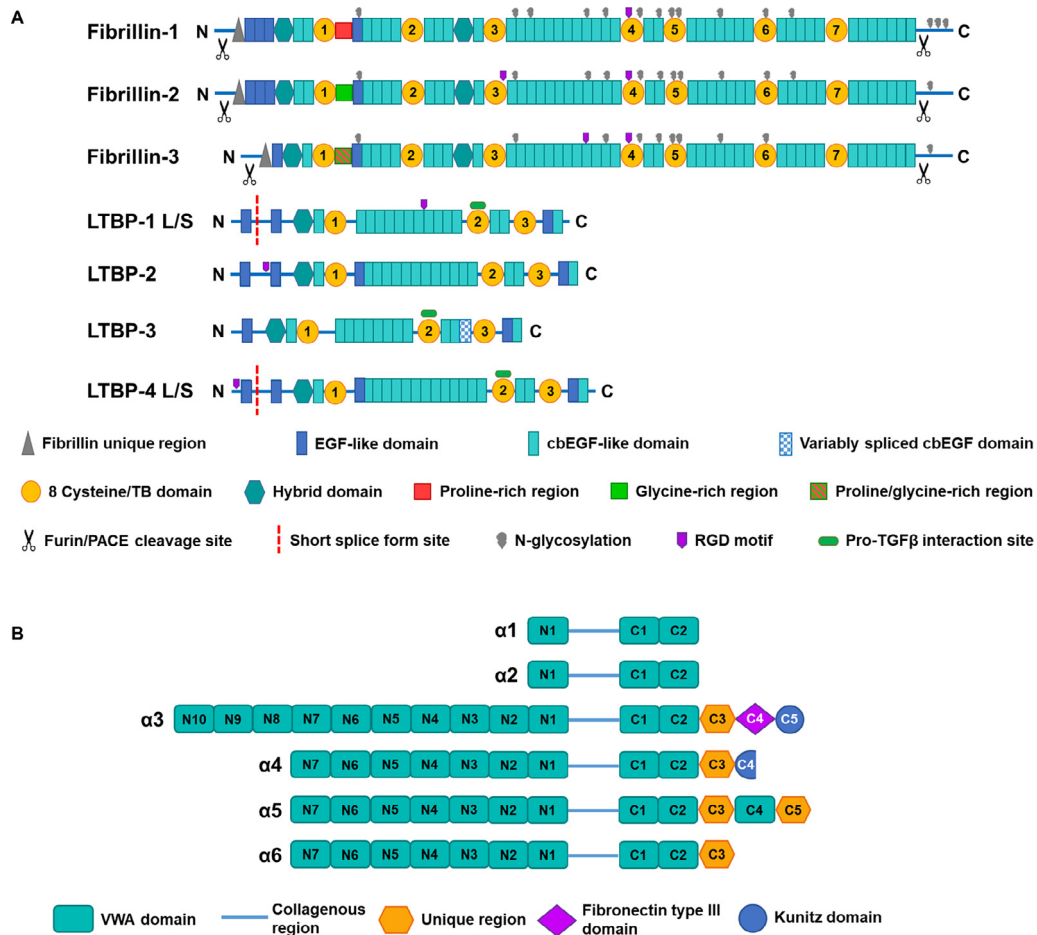 A
Fibrillin-1 N 1 2 3 4 5 6 7 C
Fibrillin-2 N 1 2 3 4 5 6 7 C
Fibrillin-3 N 1 2 3 4 5 6 7 C
LTBP-1 L/S N 1 2 3 C
LTBP-2 N 1 2 3 C
LTBP-3 N 1 2 3 C
LTBP-4 L/S N 1 2 3 C
Fibrillin unique region EGF-like domain cbEGF-like domain Variably spliced cbEGF domain
8 Cysteine/TB domain Hybrid domain Proline-rich region Glycine-rich region Proline/glycine-rich region
Furin/PACE cleavage site Short splice form site N-glycosylation RGD motif Pro-TGFβ interaction site
B
α1 N1 C1 C2
α2 N1 C1 C2
α3 N10 N9 N8 N7 N6 N5 N4 N3 N2 N1 C1 C2 C3 C4 C5
α4 N7 N6 N5 N4 N3 N2 N1 C1 C2 C3 C4
α5 N7 N6 N5 N4 N3 N2 N1 C1 C2 C3 C4 C5
α6 N7 N6 N5 N4 N3 N2 N1 C1 C2 C3
VWA domain
Collagenous
region
Unique region
Fibronectin type III
domain
Kunitz domain